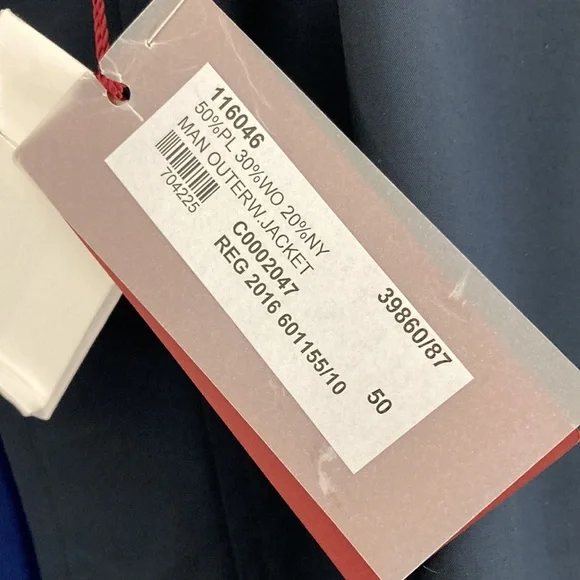 116046
50%PL 30%WO 20%NY
MAN OUTERW.JACKET
704225
C0002047 39860/87
REG 2016 601155/10 50